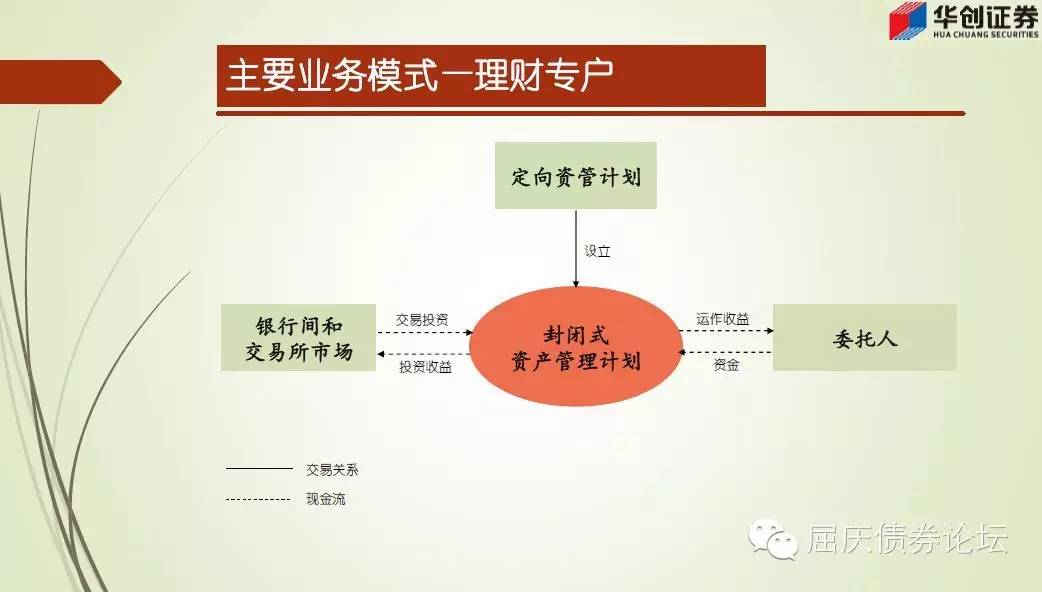 华创证券
HUA CHUANG SECURITIES
主要业务模式—理财专户
定向资管计划
设立
银行间和
交易所市场
交易投资
投资收益
封闭式
资产管理计划
运作收益
资金
委托人
交易关系
现金流
屈庆债券论坛